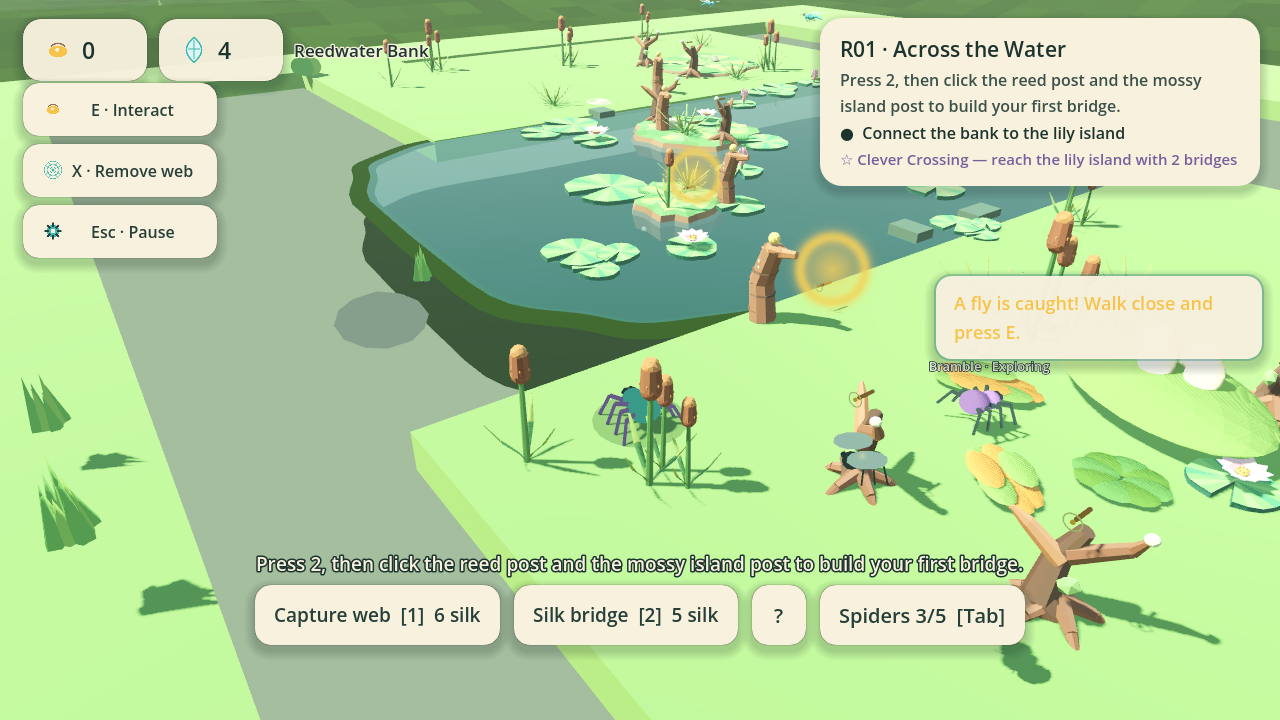 0
4
Reedwater Bank
E · Interact
X · Remove web
Esc · Pause
R01 · Across the Water
Press 2, then click the reed post and the mossy
island post to build your first bridge.
● Connect the bank to the lily island
☆ Clever Crossing — reach the lily island with 2 bridges
A fly is caught! Walk close and
press E.
Bramble · Exploring
Press 2, then click the reed post and the mossy island post to build your first bridge.
Capture web [1] 6 silk
Silk bridge [2] 5 silk
?
Spiders 3/5 [Tab]